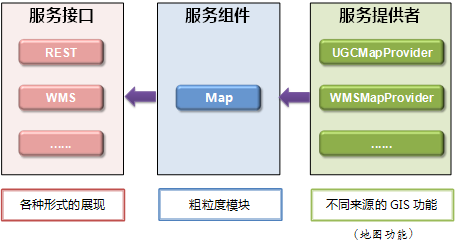 服务接口
REST
WMS
......
各种形式的展现
服务组件
Map
粗粒度模块
服务提供者
UGCMapProvider
WMSMapProvider
......
不同来源的 GIS 功能
（地图功能）